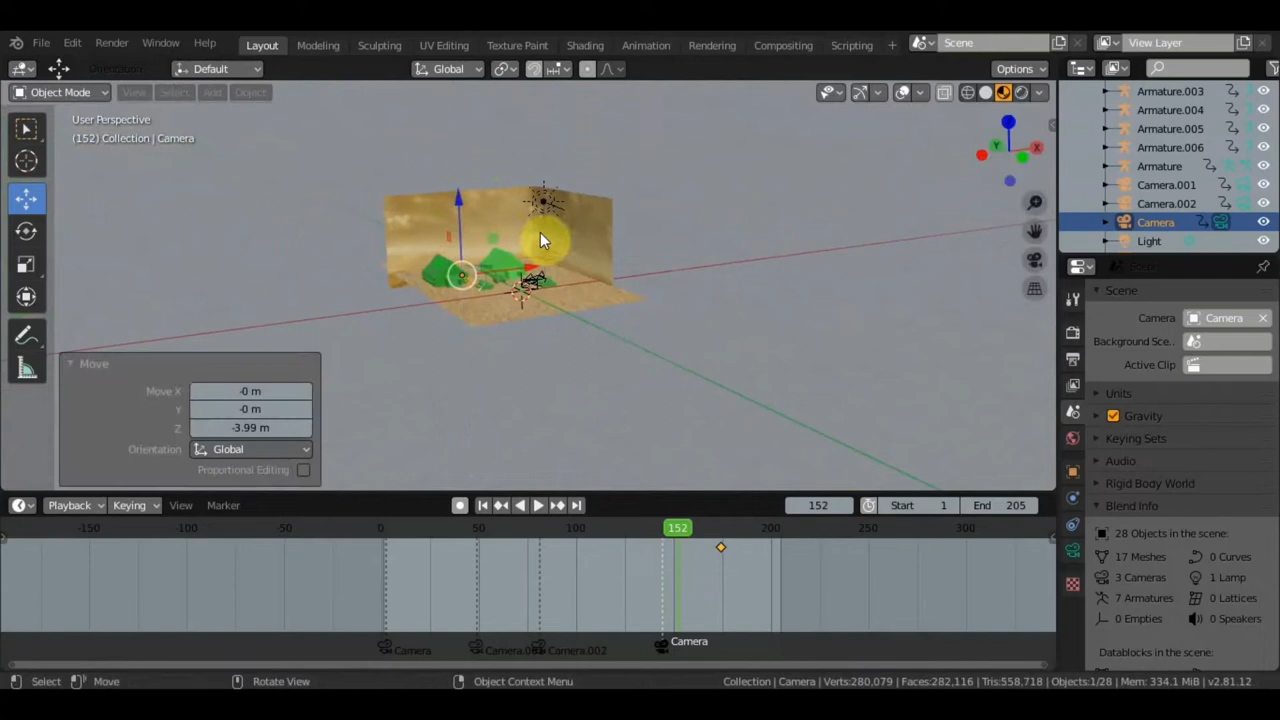 File Edit Render Window Help Layout Modeling Sculpting UV Editing Texture Paint Shading Animation Rendering Compositing Scripting + Scene View Layer
Default Global Options
Object Mode View Select Add Object
User Perspective
(152) Collection | Camera
X
Y
Armature.003
Armature.004
Armature.005
Armature.006
Armature
Camera.001
Camera.002
Camera
Light
Scene
Camera Camera
Background Sce..
Active Clip
Units
Gravity
Keying Sets
Audio
Rigid Body World
Blend Info
28 Objects in the scene:
17 Meshes 0 Curves
3 Cameras 1 Lamp
7 Armatures 0 Lattices
0 Empties 0 Speakers
Datablocks in the scene:
Move
Move X -0 m
Y -0 m
Z -3.99 m
Orientation Global
Proportional Editing
Playback Keying View Marker 152 Start 1 End 205
-150 -100 -50 0 50 100 152 200 250 300
Camera
Camera Camera.002
Select Move Rotate View Object Context Menu Collection | Camera | Verts:280,079 | Faces:282,116 | Tris:558,718 | Objects:1/28 | Mem: 334.1 MiB | v2.81.12